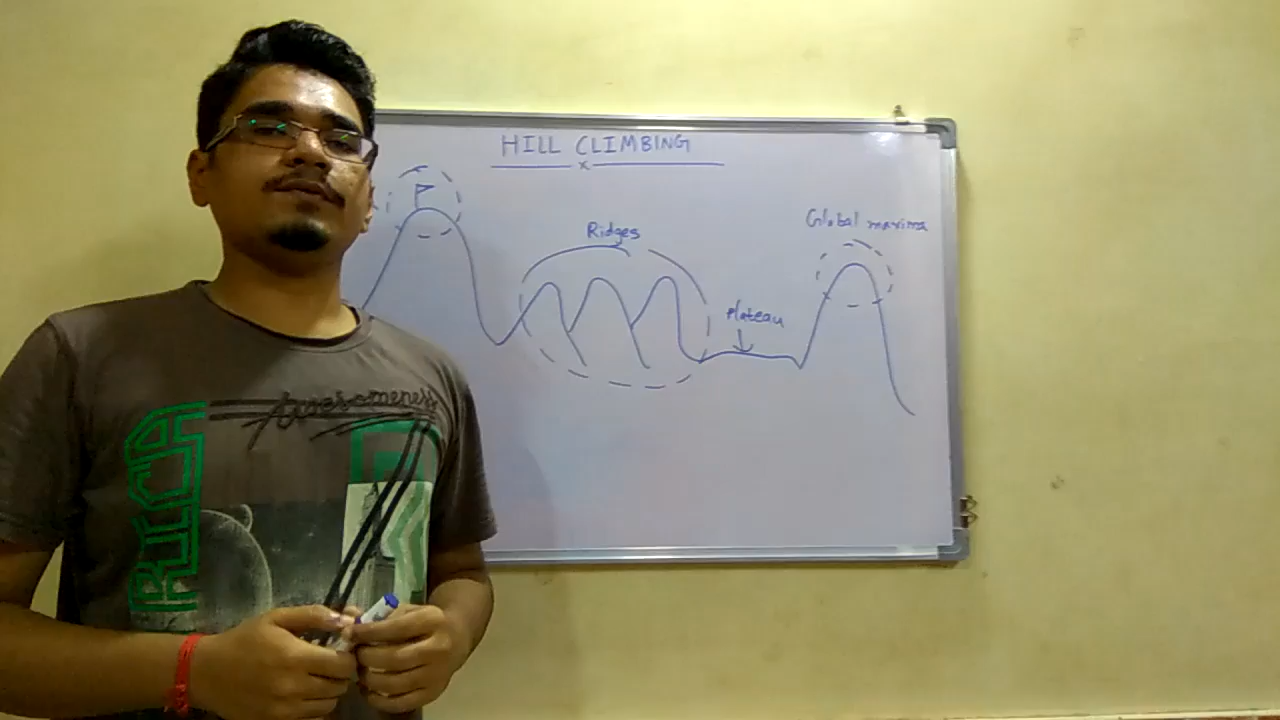 HILL CLIMBING
Global maxima
Ridges
Plateau
Awesomeness